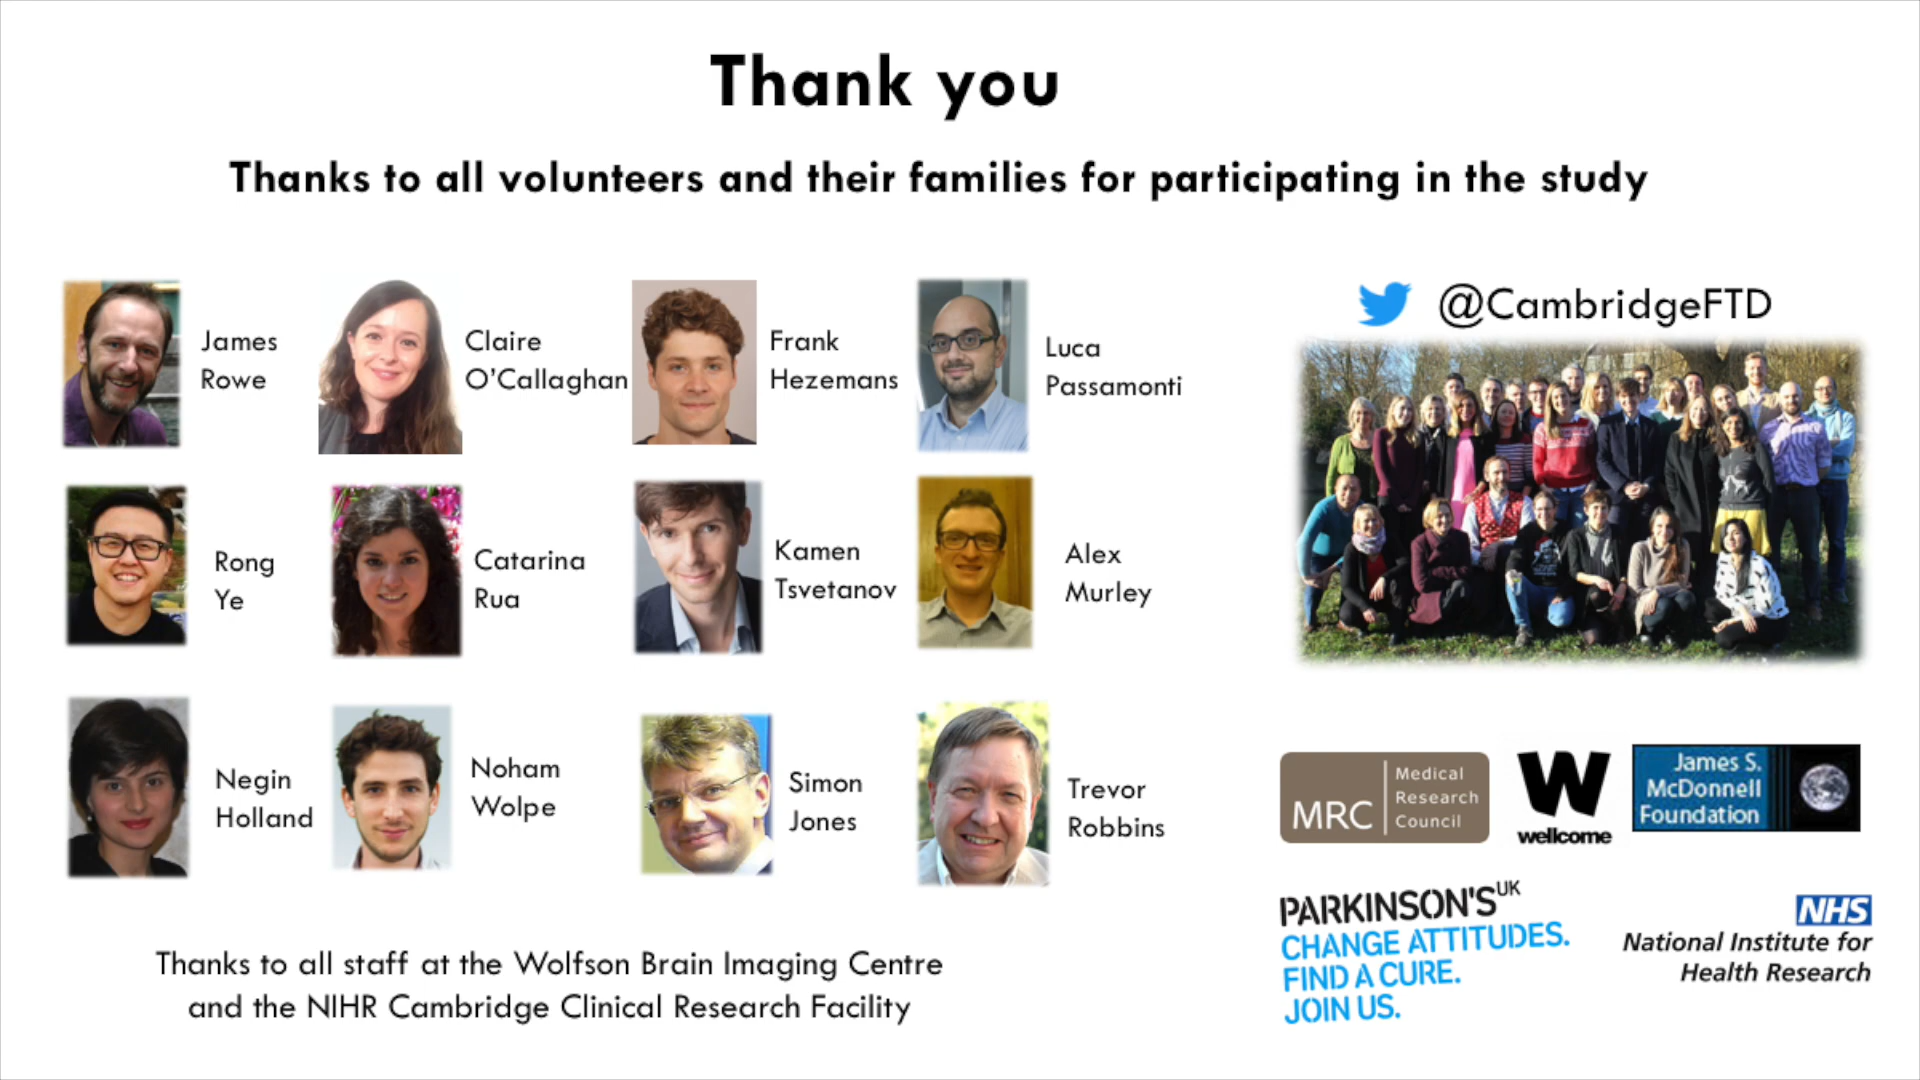 Thank you
Thanks to all volunteers and their families for participating in the study
James
Rowe
Claire
O'Callaghan
Frank
Hezemans
Luca
Passamonti
@CambridgeFTD
Rong
Ye
Catarina
Rua
Kamen
Tsvetanov
Alex
Murley
Negin
Holland
Noham
Wolpe
Simon
Jones
Trevor
Robbins
MRC
Medical
Research
Council
W
wellcome
James S.
McDonnell
Foundation
PARKINSON'S UK
CHANGE ATTITUDES.
FIND A CURE.
JOIN US.
NHS
National Institute for
Health Research
Thanks to all staff at the Wolfson Brain Imaging Centre
and the NIHR Cambridge Clinical Research Facility